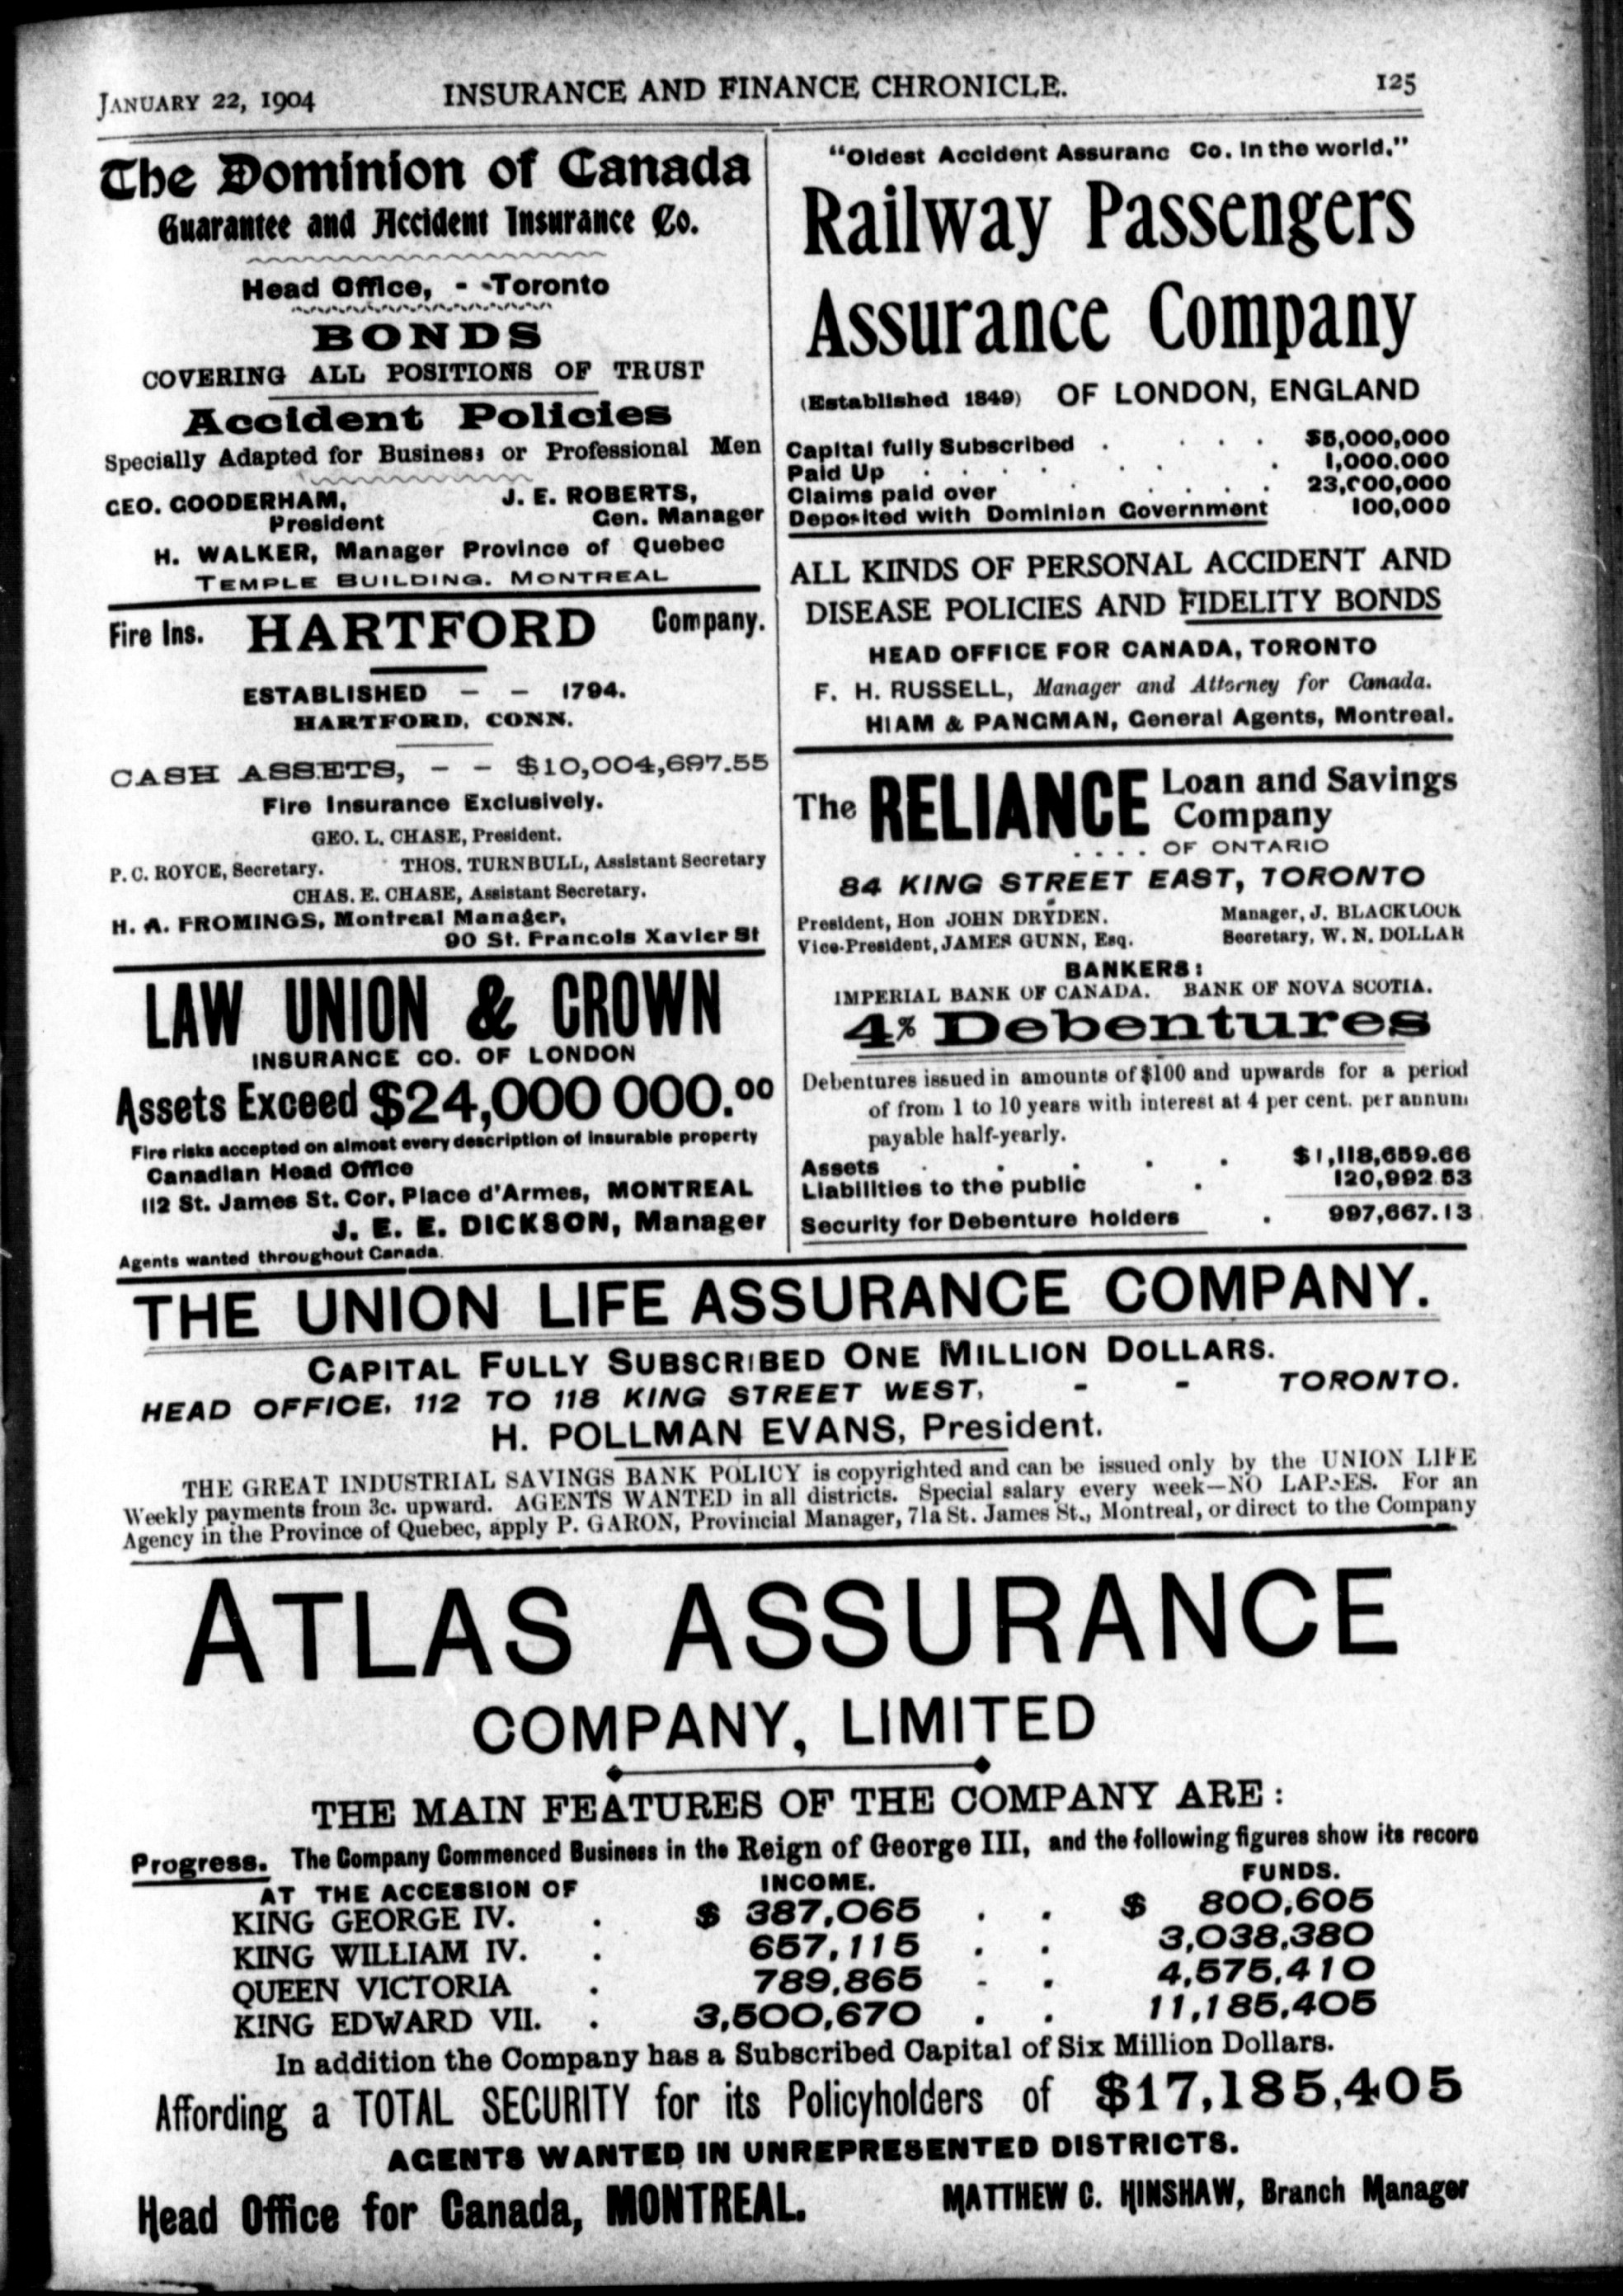 JANUARY 22, 1904 INSURANCE AND FINANCE CHRONICLE. 125
The Dominion of Canada
Guarantee and Accident Insurance Co.
Head Office, - - Toronto
BONDS
COVERING ALL POSITIONS OF TRUST
Accident Policies
Specially Adapted for Business or Professional Men
GEO. GOODERHAM, J. E. ROBERTS,
President Gen. Manager
H. WALKER, Manager Province of Quebec
TEMPLE BUILDING. MONTREAL
Fire Ins. HARTFORD Company.
ESTABLISHED - - 1794.
HARTFORD, CONN.
CASH ASSETS, - - $10,004,697.55
Fire Insurance Exclusively.
GEO. L. CHASE, President.
P. C. ROYCE, Secretary. THOS. TURNBULL, Assistant Secretary
CHAS. E. CHASE, Assistant Secretary.
H. A. FROMINGS, Montreal Manager,
90 St. Francois Xavier St
LAW UNION & CROWN
INSURANCE CO. OF LONDON
Assets Exceed $24,000 000.00
Fire risks accepted on almost every description of insurable property
Canadian Head Office
112 St. James St. Cor. Place d'Armes, MONTREAL
J. E. E. DICKSON, Manager
Agents wanted throughout Canada.
"Oldest Accident Assuranc Co. in the world."
Railway Passengers
Assurance Company
(Established 1849) OF LONDON, ENGLAND
Capital fully Subscribed . . . . $5,000,000
Paid Up . . . . . . . 1,000.000
Claims paid over . . . . . 23,000,000
Deposited with Dominion Government 100,000
ALL KINDS OF PERSONAL ACCIDENT AND
DISEASE POLICIES AND FIDELITY BONDS
HEAD OFFICE FOR CANADA, TORONTO
F. H. RUSSELL, Manager and Attorney for Canada.
HIAM & PANGMAN, General Agents, Montreal.
The RELIANCE Loan and Savings
Company
. . . . OF ONTARIO
84 KING STREET EAST, TORONTO
President, Hon JOHN DRYDEN. Manager, J. BLACKLOCK
Vice-President, JAMES GUNN, Esq. Secretary, W. N. DOLLAR
BANKERS:
IMPERIAL BANK OF CANADA. BANK OF NOVA SCOTIA.
4% Debentures
Debentures issued in amounts of $100 and upwards for a period
of from 1 to 10 years with interest at 4 per cent. per annum
payable half-yearly.
Assets . . . . . $1,118,659.66
Liabilities to the public . 120,992.53
Security for Debenture holders . 997,667.13
THE UNION LIFE ASSURANCE COMPANY.
CAPITAL FULLY SUBSCRIBED ONE MILLION DOLLARS.
HEAD OFFICE, 112 TO 118 KING STREET WEST, - - TORONTO.
H. POLLMAN EVANS, President.
THE GREAT INDUSTRIAL SAVINGS BANK POLICY is copyrighted and can be issued only by the UNION LIFE
Weekly payments from 3c. upward. AGENTS WANTED in all districts. Special salary every week—NO LAPSES. For an
Agency in the Province of Quebec, apply P. GARON, Provincial Manager, 71a St. James St., Montreal, or direct to the Company
ATLAS ASSURANCE
COMPANY, LIMITED
THE MAIN FEATURES OF THE COMPANY ARE:
Progress. The Company Commenced Business in the Reign of George III, and the following figures show its record
AT THE ACCESSION OF INCOME. FUNDS.
KING GEORGE IV. . $ 387,065 . . $ 800,605
KING WILLIAM IV. . 657,115 . . 3,038,380
QUEEN VICTORIA . 789,865 - . 4,575,410
KING EDWARD VII. . 3,500,670 . . 11,185,405
In addition the Company has a Subscribed Capital of Six Million Dollars.
Affording a TOTAL SECURITY for its Policyholders of $17,185,405
AGENTS WANTED IN UNREPRESENTED DISTRICTS.
Head Office for Canada, MONTREAL. MATTHEW C. HINSHAW, Branch Manager